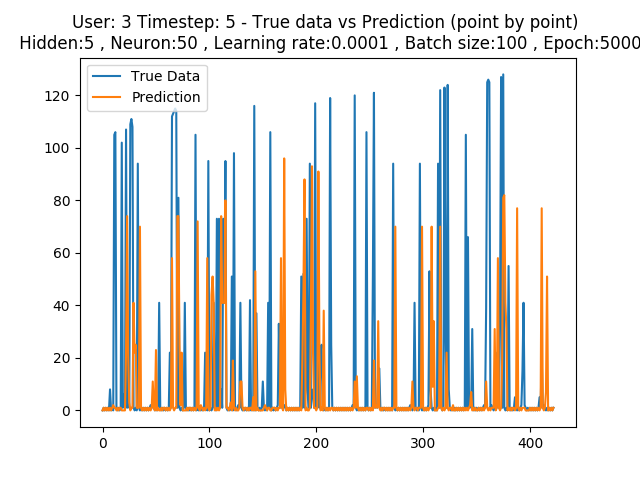 User: 3 Timestep: 5 - True data vs Prediction (point by point)
Hidden:5 , Neuron:50 , Learning rate:0.0001 , Batch size:100 , Epoch:5000
True Data
Prediction
120
100
80
60
40
20
0
0 100 200 300 400